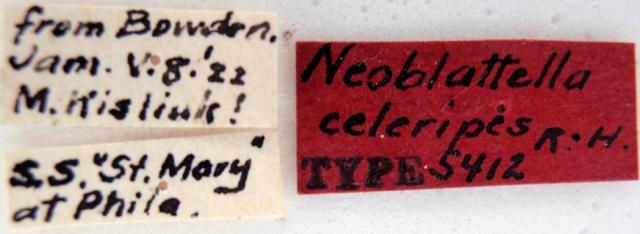 from Bowden.
Jam. V.8.'22
M. Kisliuk!
S.S. "St. Mary"
at Phila.
Neoblattella
celeripes R. + H.
TYPE 5412